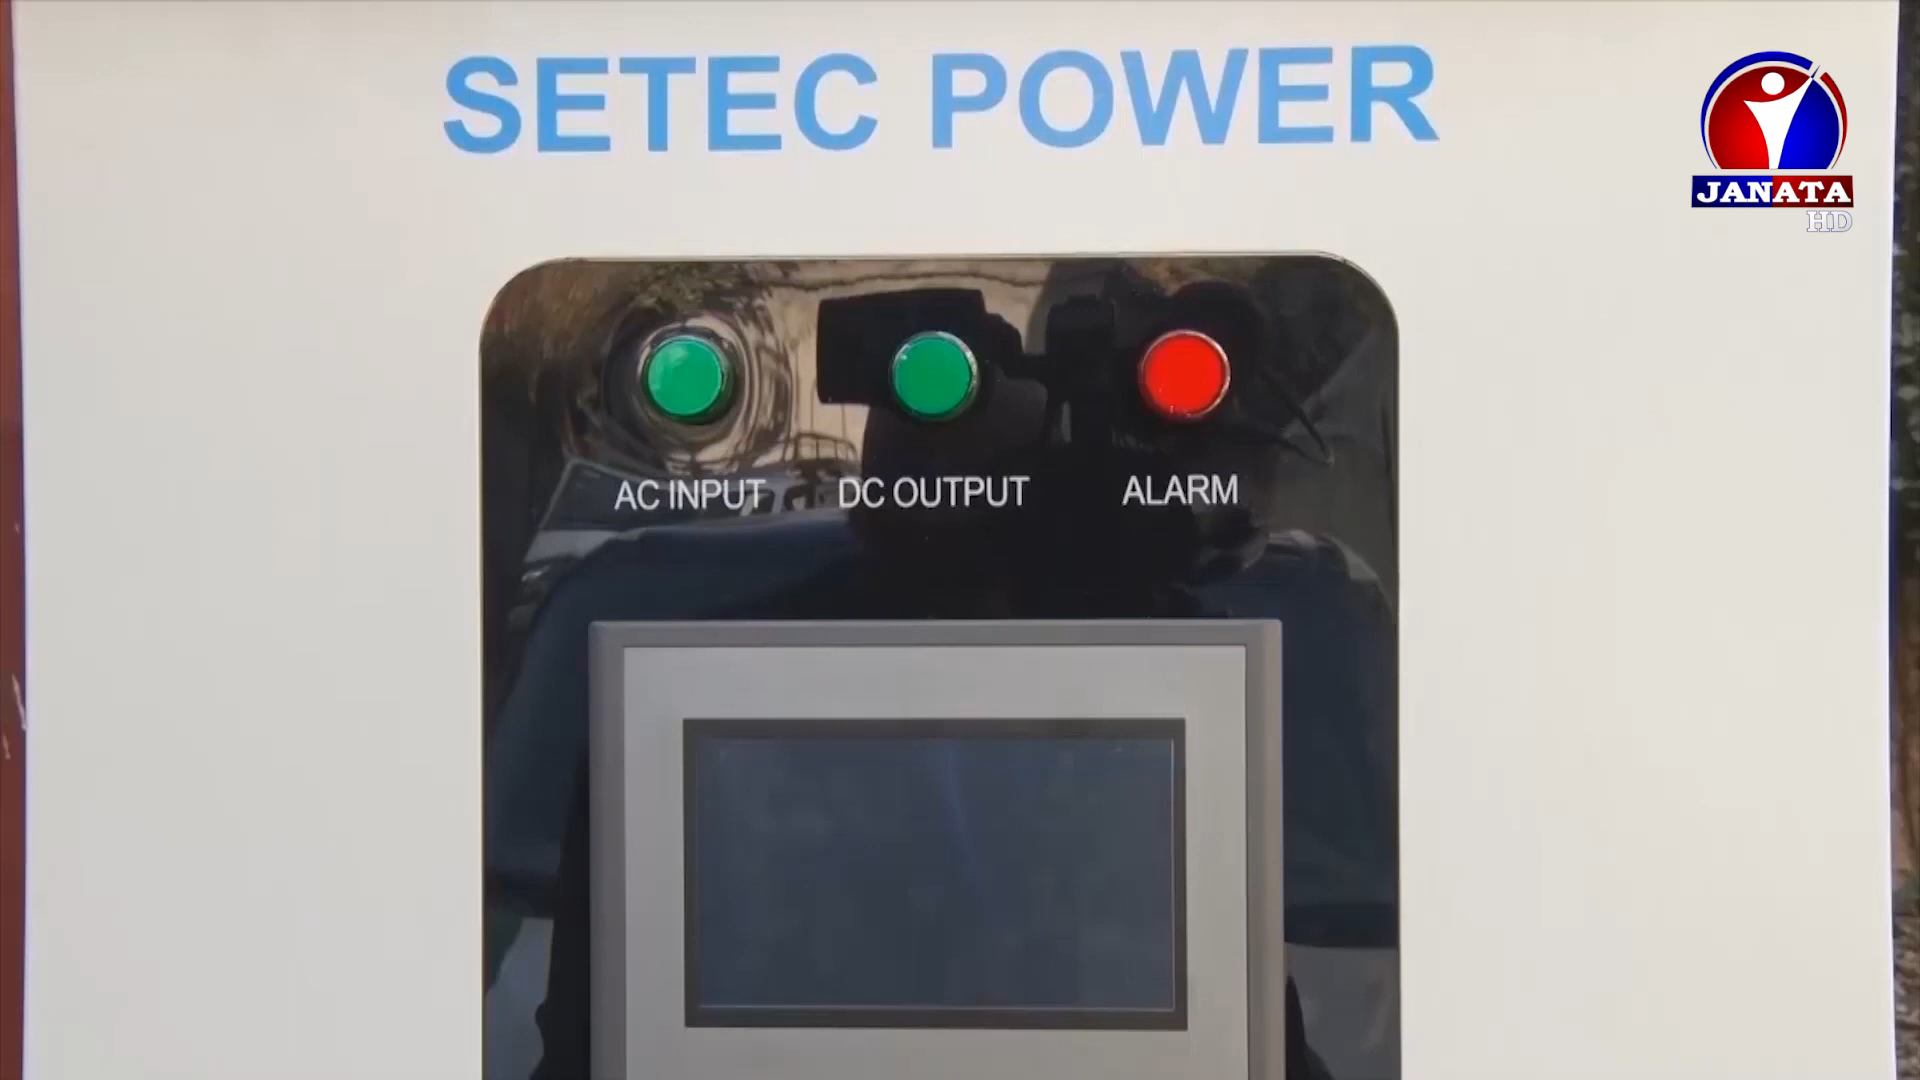 SETEC POWER
JANATA
HD
AC INPUT
DC OUTPUT
ALARM